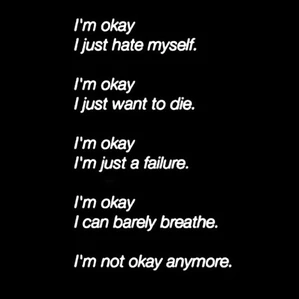 I'm okay
I just hate myself.
I'm okay
I just want to die.
I'm okay
I'm just a failure.
I'm okay
I can barely breathe.
I'm not okay anymore.